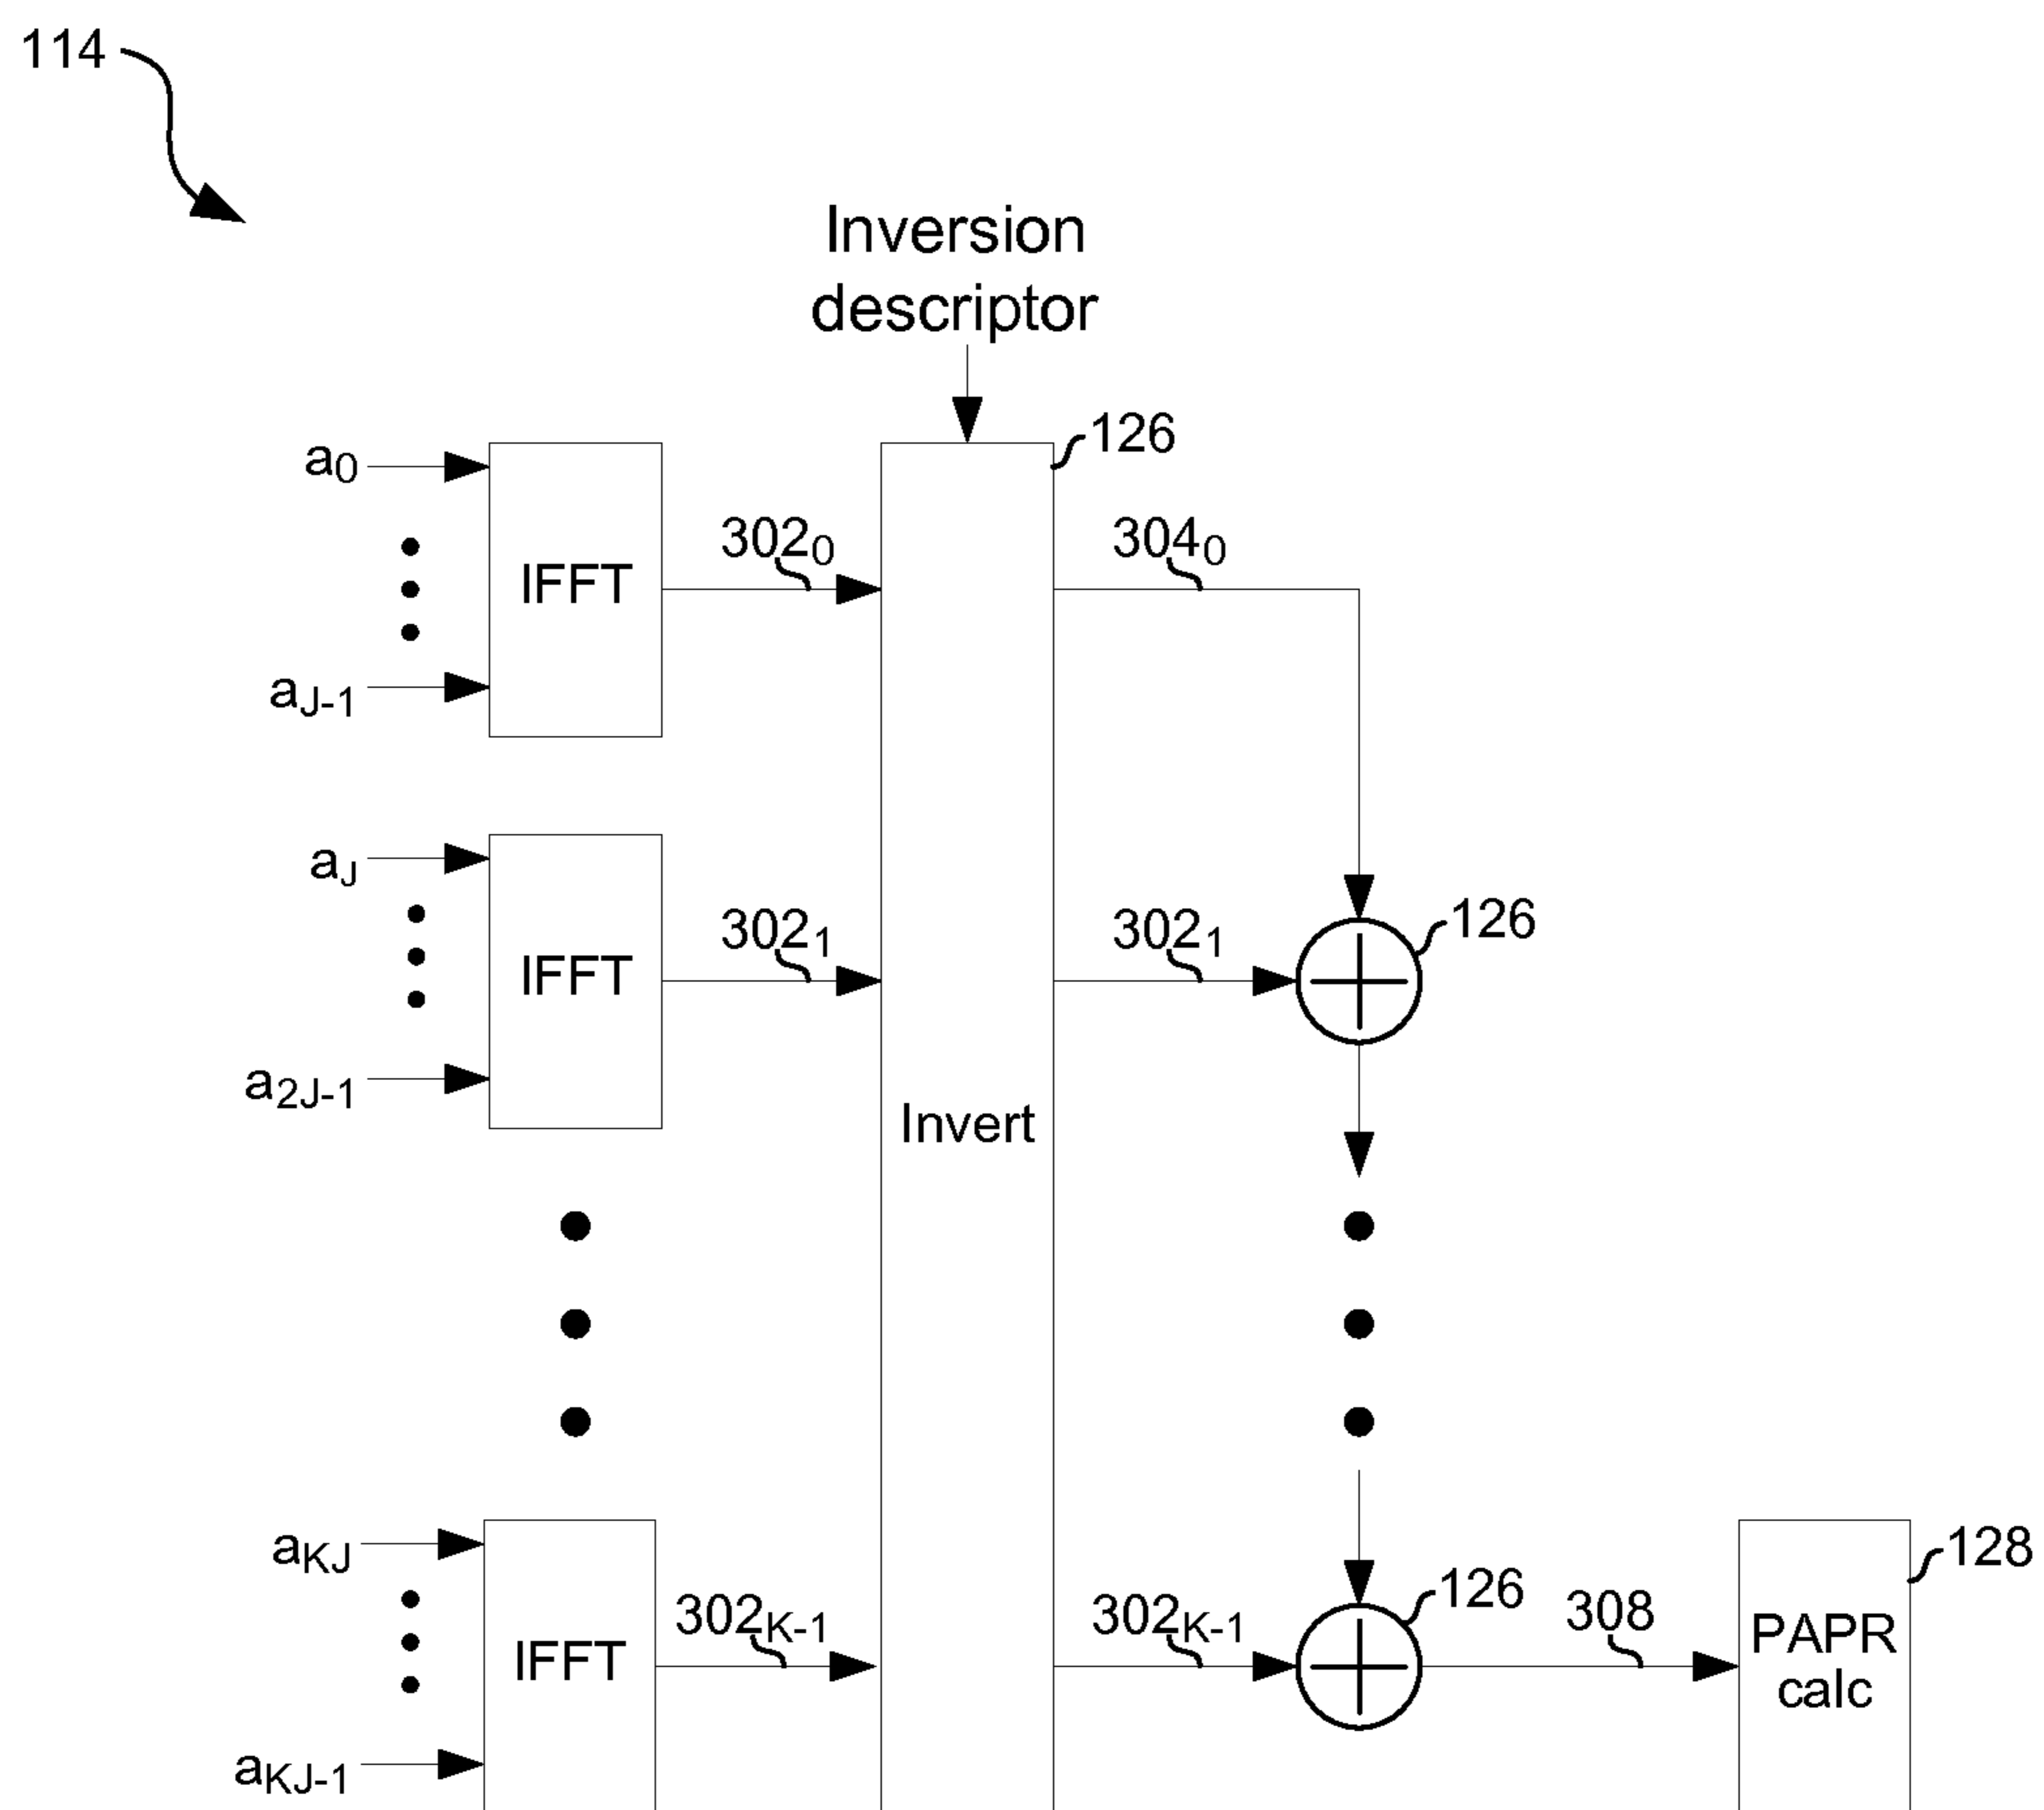 114
Inversion
descriptor
126
a0
3020
3040
IFFT
aJ-1
aJ
3021
3021
126
IFFT
a2J-1
Invert
aKJ
128
126
302K-1
302K-1
308
IFFT
PAPR
calc
aKJ-1